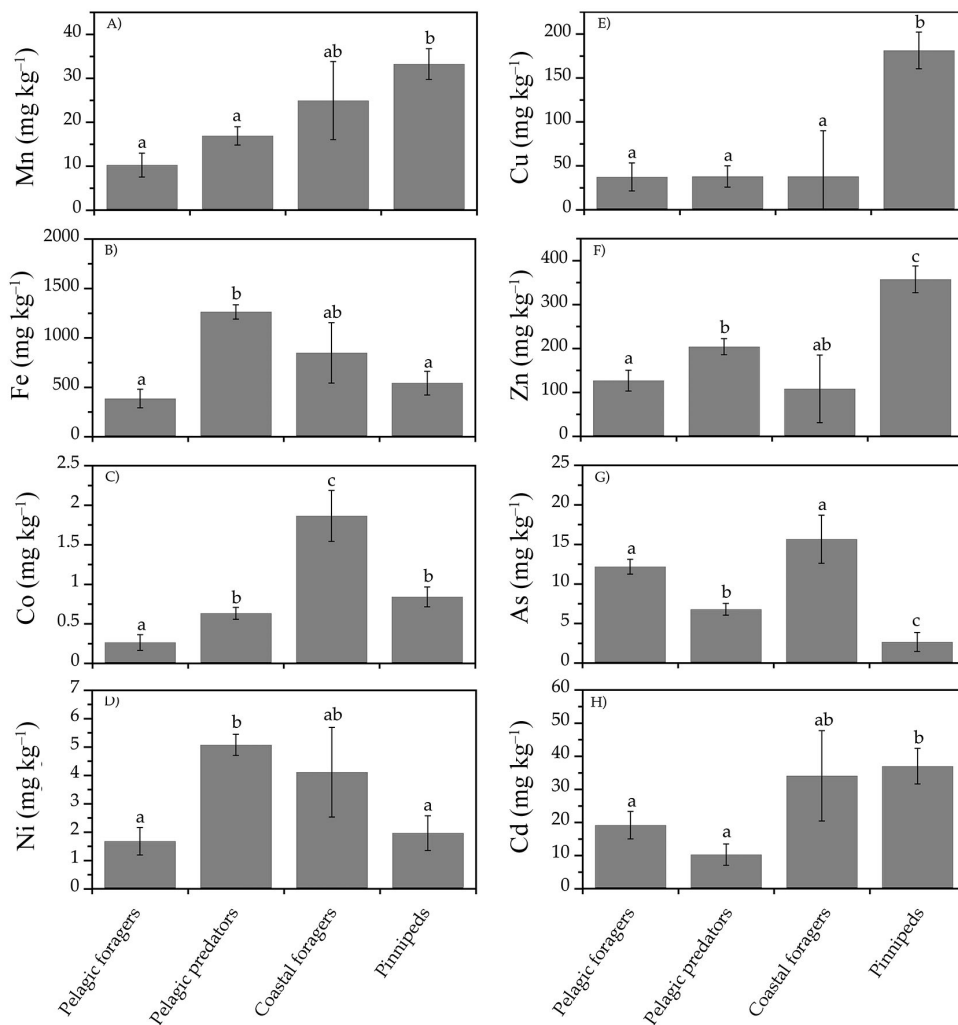 A)
Mn (mg kg⁻¹)
40
30
20
10
0
a
a
ab
b
B)
Fe (mg kg⁻¹)
2000
1500
1000
500
0
a
b
ab
a
C)
Co (mg kg⁻¹)
2.5
2
1.5
1
0.5
0
a
b
c
b
D)
Ni (mg kg⁻¹)
7
6
5
4
3
2
1
0
a
b
ab
a
Pelagic foragers
Pelagic predators
Coastal foragers
Pinnipeds
E)
Cu (mg kg⁻¹)
200
150
100
50
0
a
a
a
b
F)
Zn (mg kg⁻¹)
400
300
200
100
0
a
b
ab
c
G)
As (mg kg⁻¹)
25
20
15
10
5
0
a
b
a
c
H)
Cd (mg kg⁻¹)
60
50
40
30
20
10
0
a
a
ab
b
Pelagic foragers
Pelagic predators
Coastal foragers
Pinnipeds